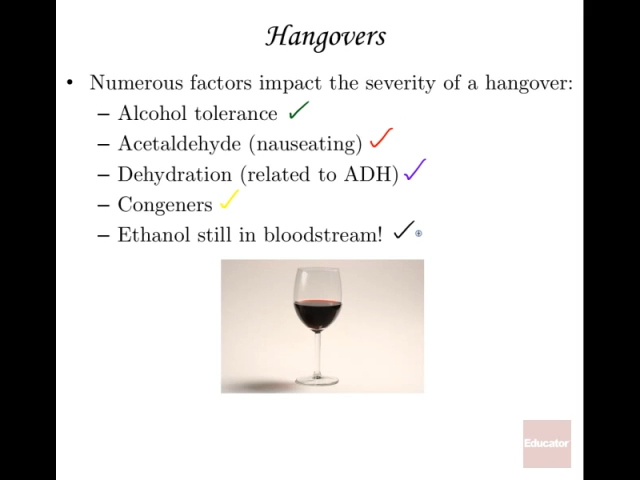 Hangovers
• Numerous factors impact the severity of a hangover:
– Alcohol tolerance
– Acetaldehyde (nauseating)
– Dehydration (related to ADH)
– Congeners
– Ethanol still in bloodstream!
Educator